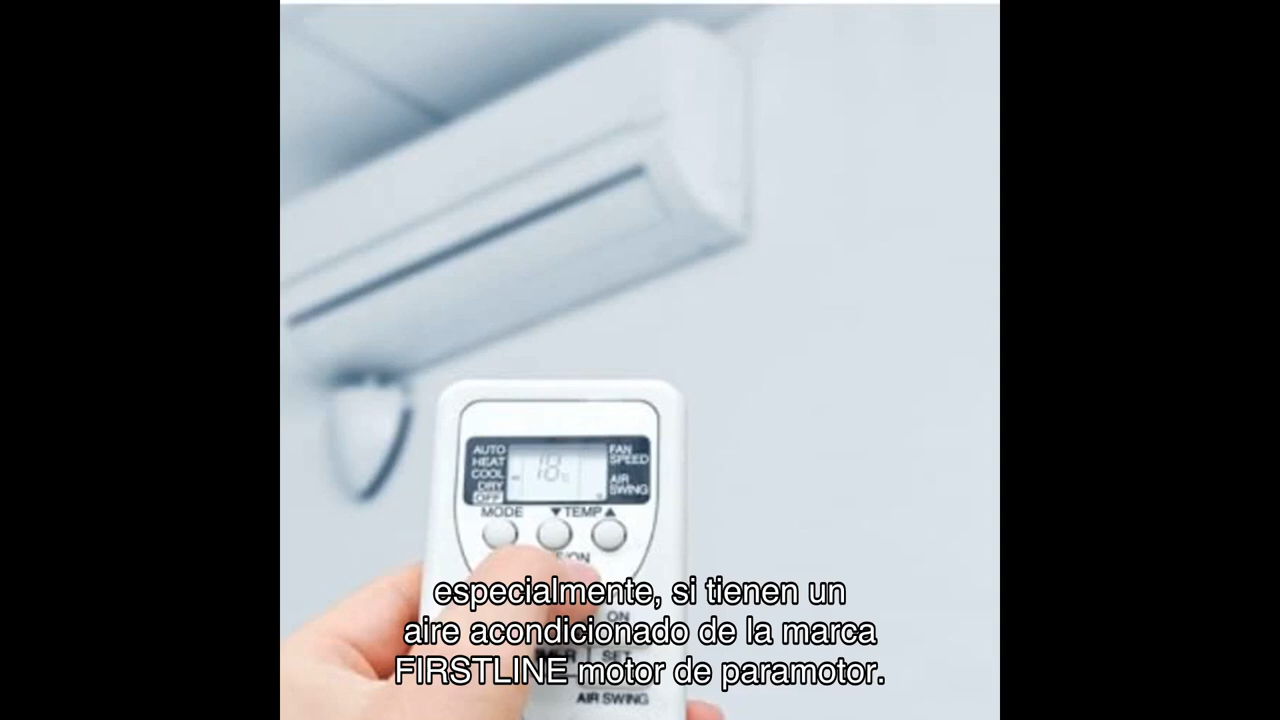 AUTO
HEAT
COOL
DRY
OFF
18°c
FAN
SPEED
AIR
SWING
MODE ▼TEMP▲
ON
SET
especialmente, si tienen un
aire acondicionado de la marca
FIRSTLINE motor de paramotor.
AIR SWING